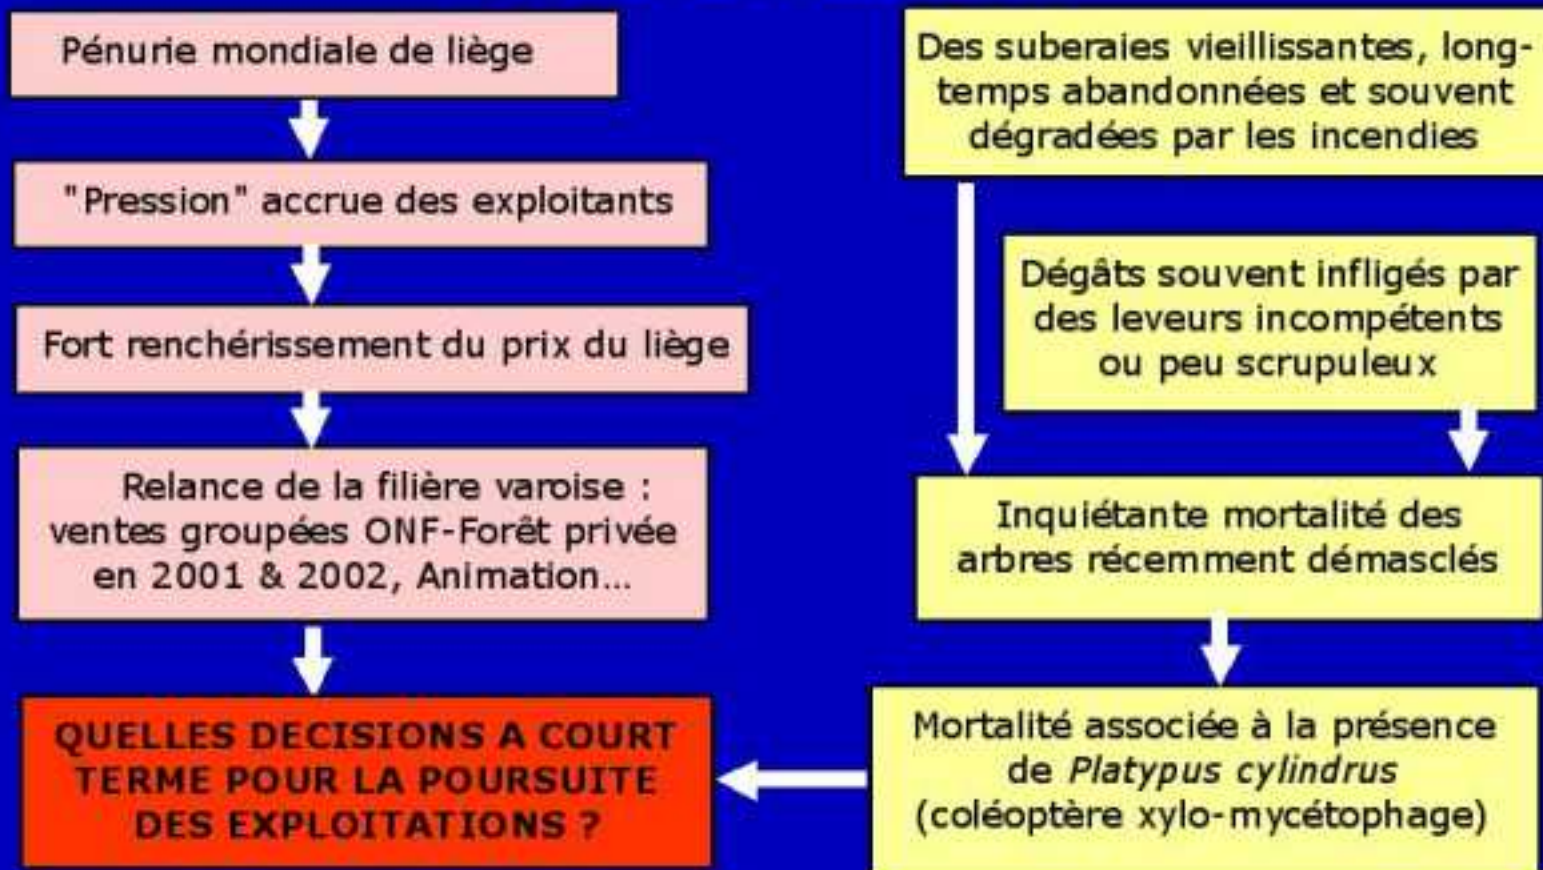 Pénurie mondiale de liège
"Pression" accrue des exploitants
Fort renchérissement du prix du liège
Relance de la filière varoise :
ventes groupées ONF-Forêt privée
en 2001 & 2002, Animation...
QUELLES DECISIONS A COURT
TERME POUR LA POURSUITE
DES EXPLOITATIONS ?
Des suberaies vieillissantes, long-
temps abandonnées et souvent
dégradées par les incendies
Dégâts souvent infligés par
des leveurs incompétents
ou peu scrupuleux
Inquiétante mortalité des
arbres récemment démasclés
Mortalité associée à la présence
de Platypus cylindrus
(coléoptère xylo-mycétophage)